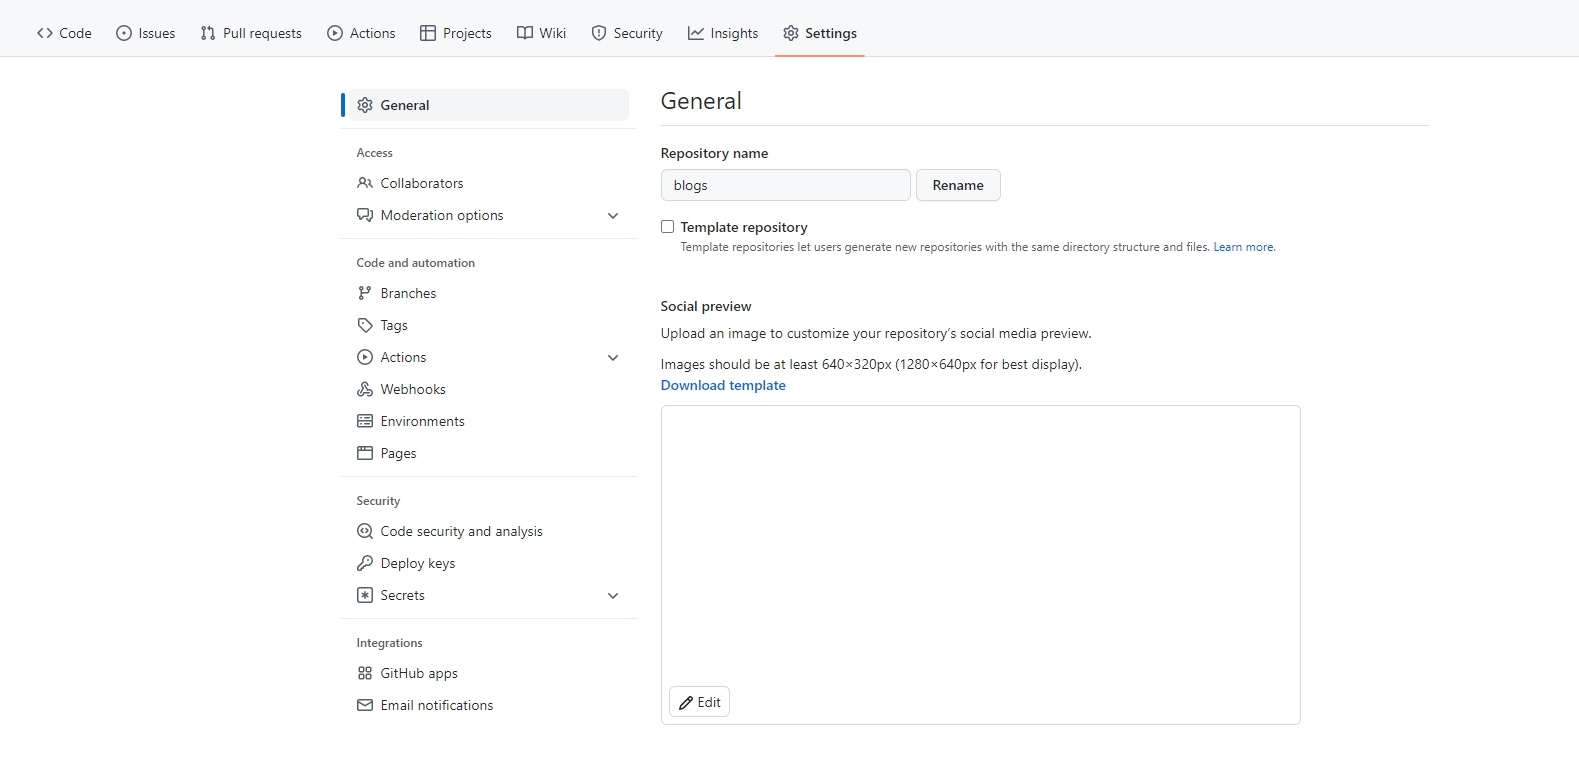 Code Issues Pull requests Actions Projects Wiki Security Insights Settings
General
Access
Collaborators
Moderation options
Code and automation
Branches
Tags
Actions
Webhooks
Environments
Pages
Security
Code security and analysis
Deploy keys
Secrets
Integrations
GitHub apps
Email notifications
General
Repository name
blogs Rename
Template repository
Template repositories let users generate new repositories with the same directory structure and files. Learn more.
Social preview
Upload an image to customize your repository’s social media preview.
Images should be at least 640×320px (1280×640px for best display).
Download template
Edit